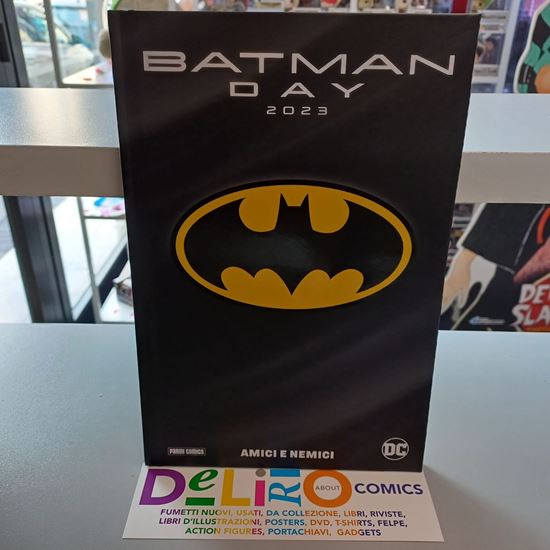 BATMAN
DAY
2023
PANINI COMICS
AMICI E NEMICI
DC
DELIRIO ABOUT COMICS
FUMETTI NUOVI, USATI, DA COLLEZIONE, LIBRI, RIVISTE,
LIBRI D'ILLUSTRAZIONI, POSTERS, DVD, T-SHIRTS, FELPE,
ACTION FIGURES, PORTACHIAVI, GADGETS